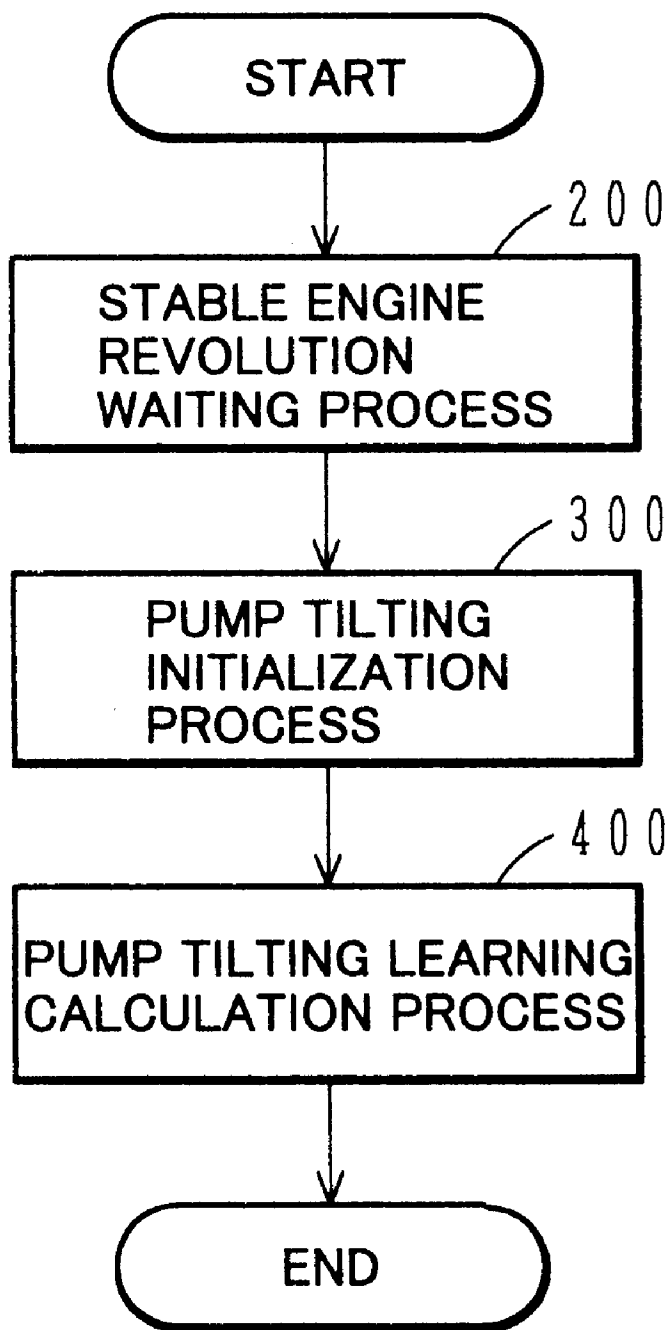 START
200
STABLE ENGINE
REVOLUTION
WAITING PROCESS
300
PUMP TILTING
INITIALIZATION
PROCESS
400
PUMP TILTING LEARNING
CALCULATION PROCESS
END